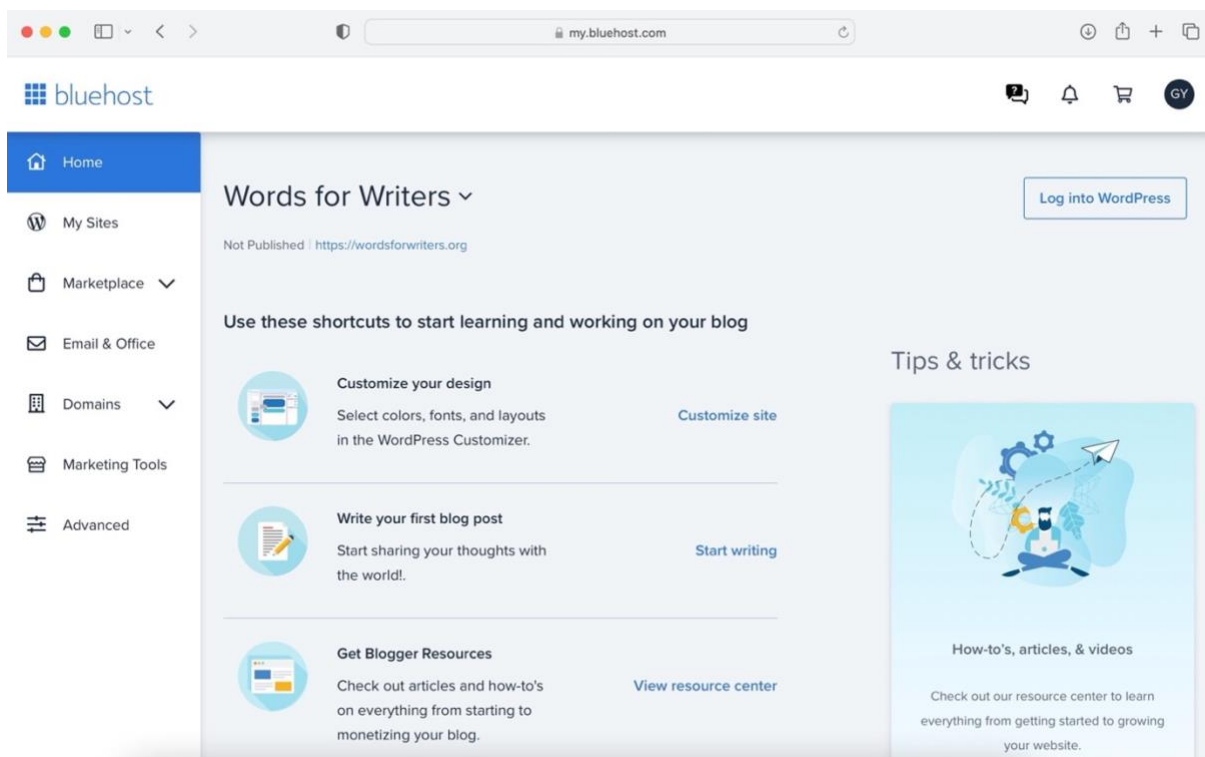 my.bluehost.com
bluehost
GY
Home
My Sites
Marketplace
Email & Office
Domains
Marketing Tools
Advanced
Words for Writers
Log into WordPress
Not Published | https://wordsforwriters.org
Use these shortcuts to start learning and working on your blog
Customize your design
Select colors, fonts, and layouts
in the WordPress Customizer.
Customize site
Write your first blog post
Start sharing your thoughts with
the world!.
Start writing
Get Blogger Resources
Check out articles and how-to's
on everything from starting to
monetizing your blog.
View resource center
Tips & tricks
How-to's, articles, & videos
Check out our resource center to learn
everything from getting started to growing
your website.